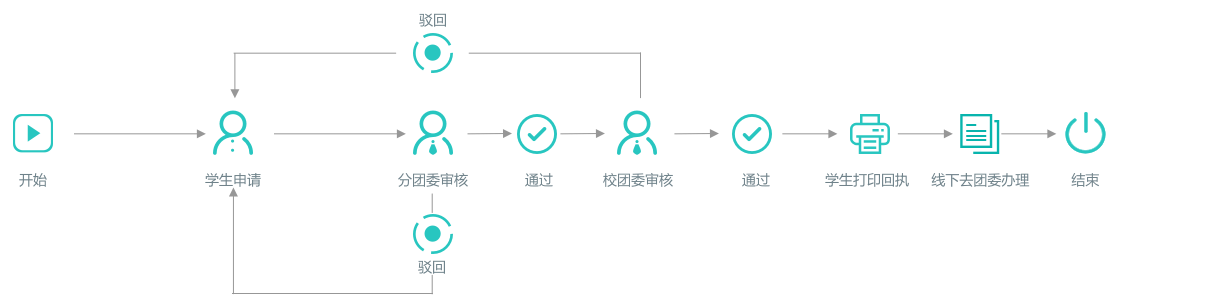 驳回
开始
学生申请
分团委审核
通过
校团委审核
通过
学生打印回执
线下去团委办理
结束
驳回